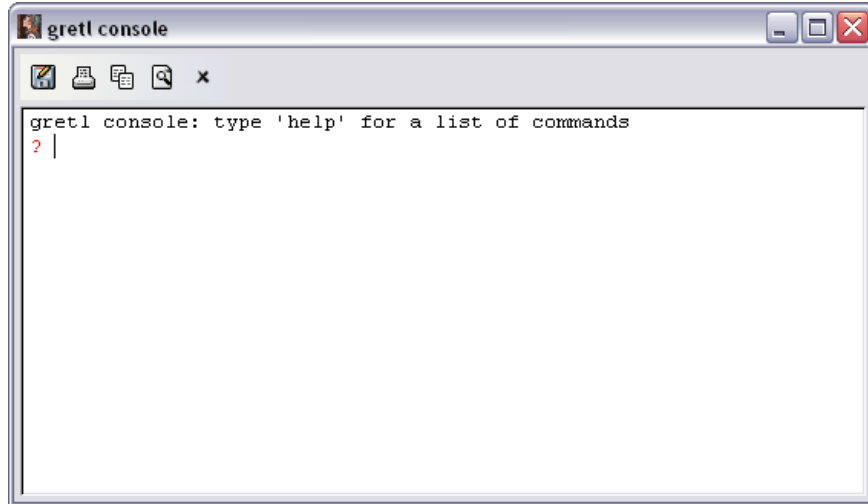 gretl console
gretl console: type 'help' for a list of commands
?